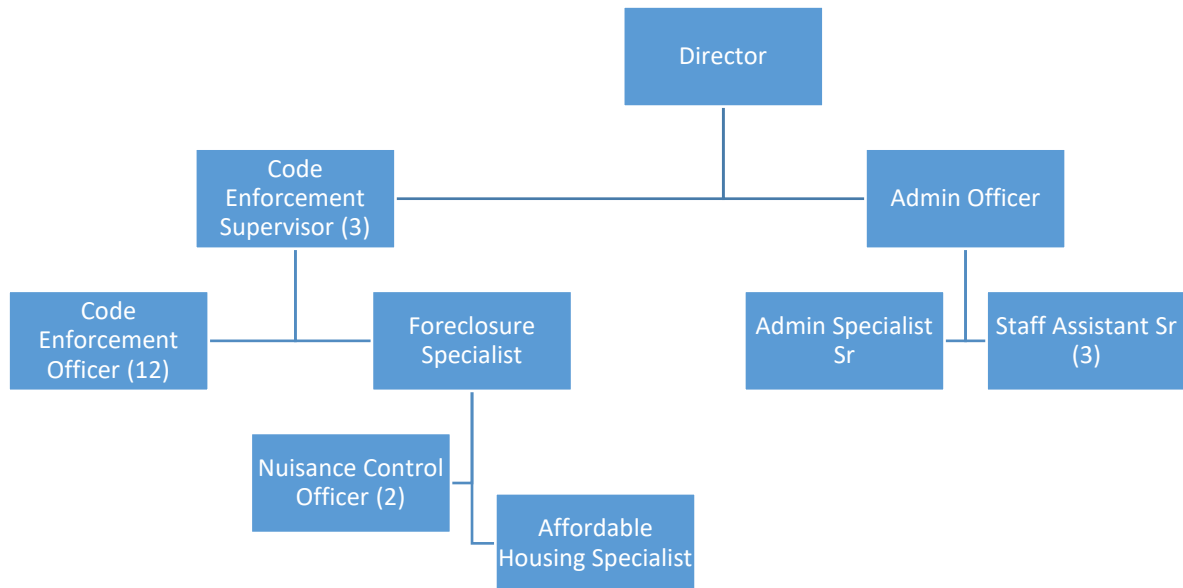 Director
Code
Enforcement
Supervisor (3)
Admin Officer
Code
Enforcement
Officer (12)
Foreclosure
Specialist
Admin Specialist
Sr
Staff Assistant Sr
(3)
Nuisance Control
Officer (2)
Affordable
Housing Specialist